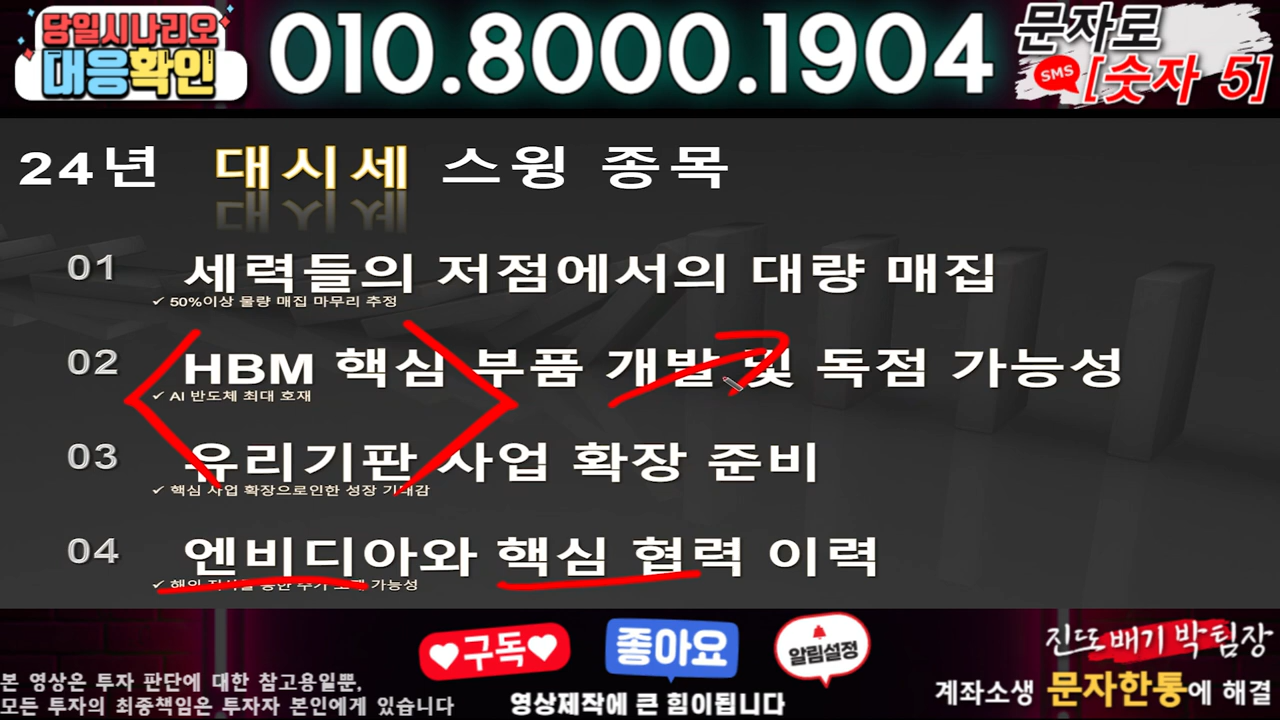 당일시나리오
대응확인
010.8000.1904
문자로
SMS [숫자 5]
24년 대시세 스윙 종목
01 세력들의 저점에서의 대량 매집
✓ 50%이상 물량 매집 마무리 추정
02 HBM 핵심 부품 개발 및 독점 가능성
✓ AI 반도체 최대 호재
03 유리기판 사업 확장 준비
✓ 핵심 사업 확장으로인한 성장 기대감
04 엔비디아와 핵심 협력 이력
✓ 가능성
구독
좋아요
알림설정
영상제작에 큰 힘이됩니다
본 영상은 투자 판단에 대한 참고용일뿐,
모든 투자의 최종책임은 투자자 본인에게 있습니다
진또배기 박팀장
계좌소생 문자한통에 해결